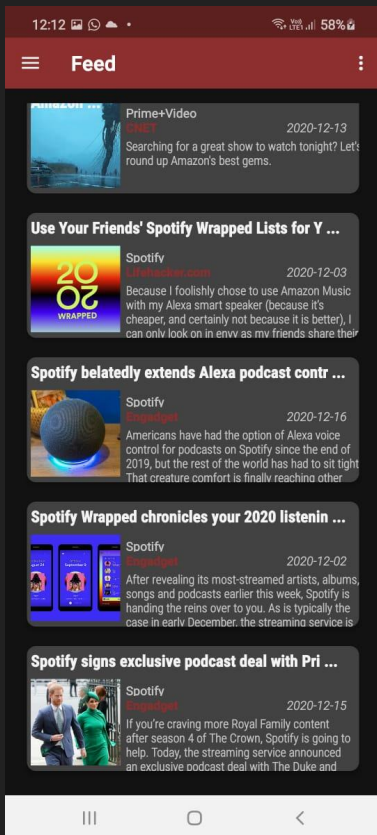 12:12
58%
Feed
Amazon ...
Prime+Video
CNET
2020-12-13
Searching for a great show to watch tonight? Let's
round up Amazon's best gems.
Use Your Friends' Spotify Wrapped Lists for Y ...
20
20
WRAPPED
Spotify
Lifehacker.com
2020-12-03
Because I foolishly chose to use Amazon Music
with my Alexa smart speaker (because it's
cheaper, and certainly not because it is better), I
can only look on in envy as my friends share their
Spotify belatedly extends Alexa podcast contr ...
Spotify
Engadget
2020-12-16
Americans have had the option of Alexa voice
control for podcasts on Spotify since the end of
2019, but the rest of the world has had to sit tight
That creature comfort is finally reaching other
Spotify Wrapped chronicles your 2020 listenin ...
Spotify
Engadget
2020-12-02
After revealing its most-streamed artists, albums,
songs and podcasts earlier this week, Spotify is
handing the reins over to you. As is typically the
case in early December, the streaming service is
Spotify signs exclusive podcast deal with Pri ...
Spotify
Engadget
2020-12-15
If you're craving more Royal Family content
after season 4 of The Crown, Spotify is going to
help. Today, the streaming service announced
an exclusive podcast deal with The Duke and